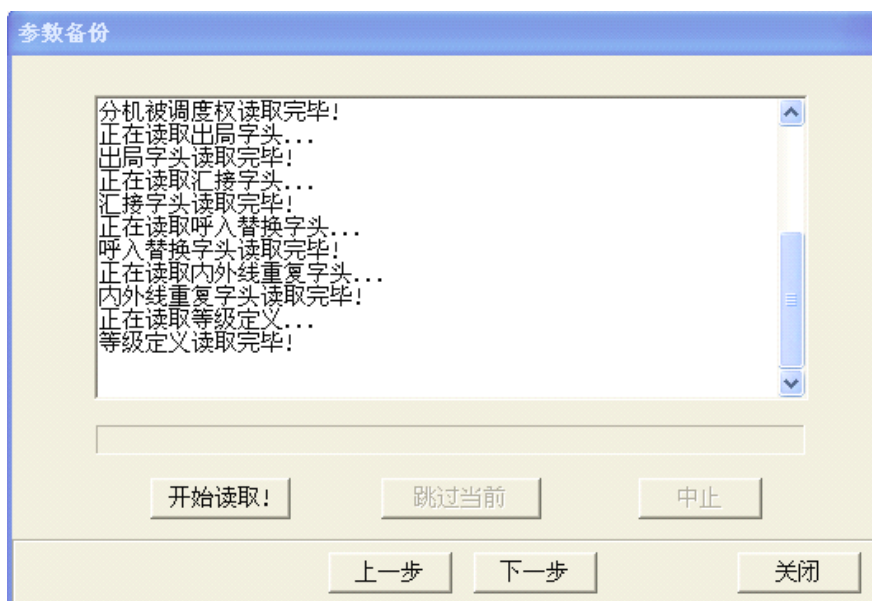 参数备份
分机被调度权读取完毕!
正在读取出局字头...
出局字头读取完毕!
正在读取汇接字头...
汇接字头读取完毕!
正在读取呼入替换字头...
呼入替换字头读取完毕!
正在读取内外线重复字头...
内外线重复字头读取完毕!
正在读取等级定义...
等级定义读取完毕!
开始读取!
跳过当前
中止
上一步
下一步
关闭